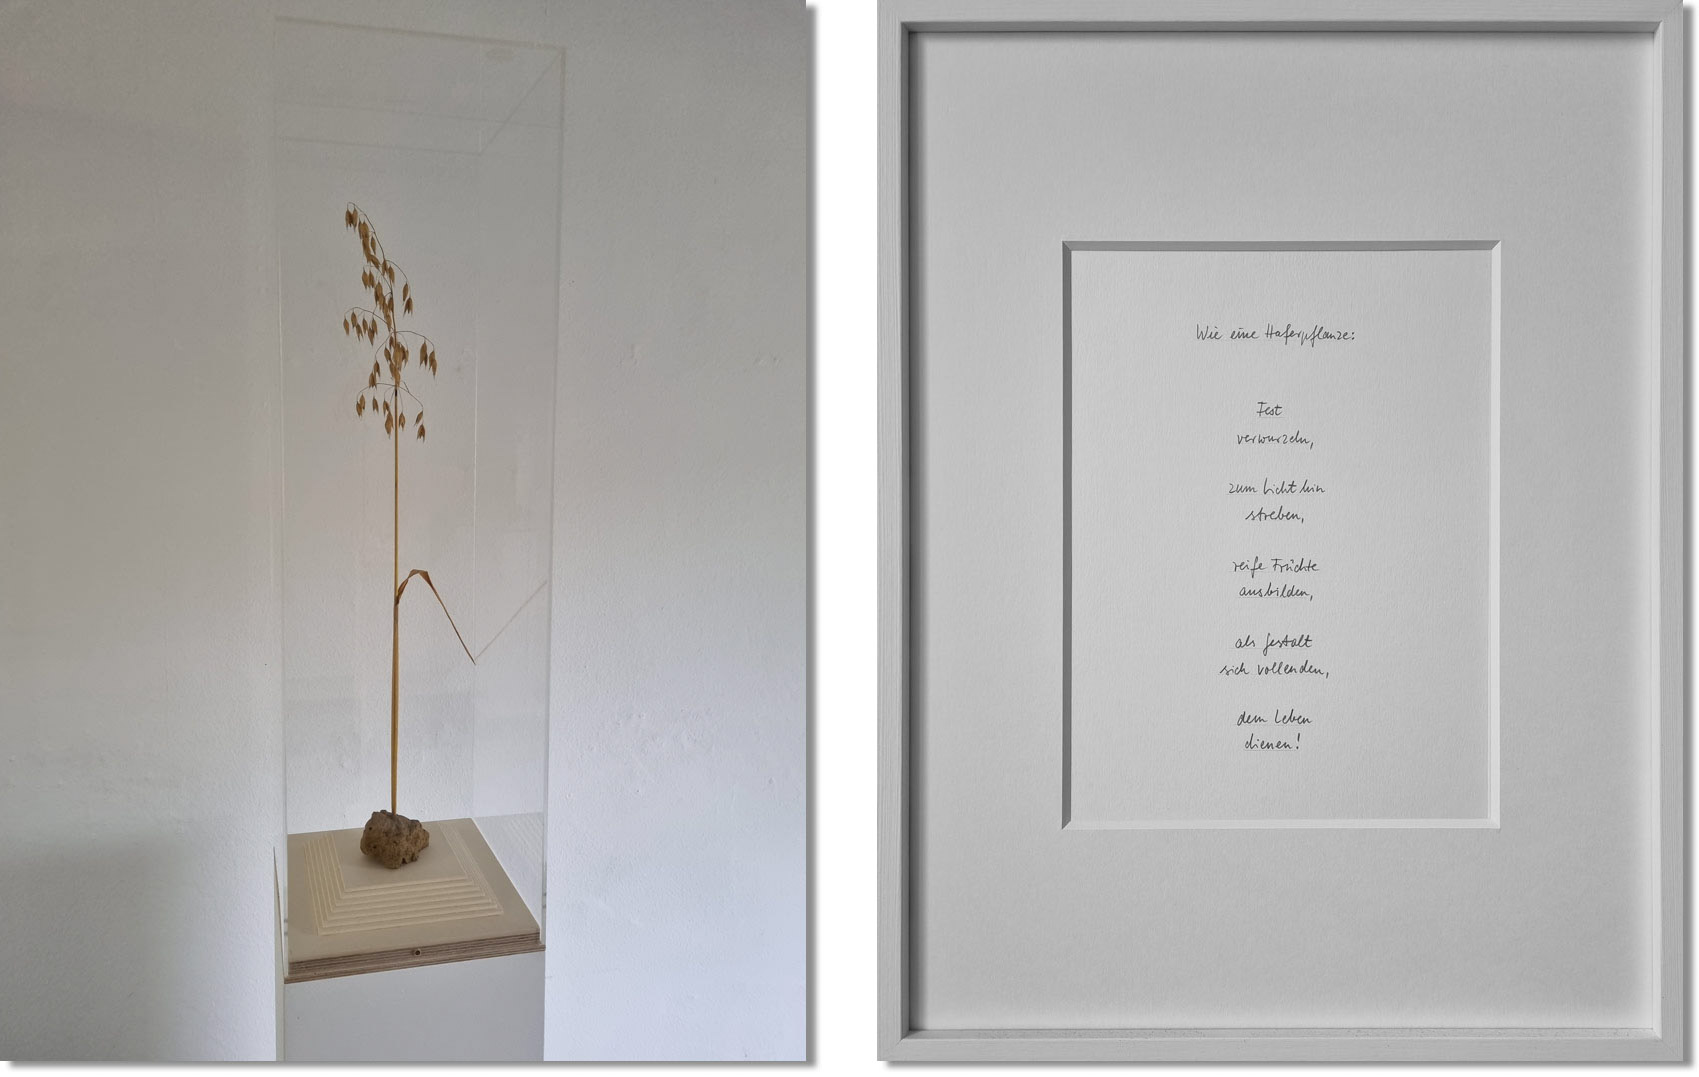 Wie eine Haferpflanze:
Fest
verwurzeln,
zum Licht hin
streben,
reife Früchte
ausbilden,
als Gestalt
sich vollenden,
dem Leben
dienen!